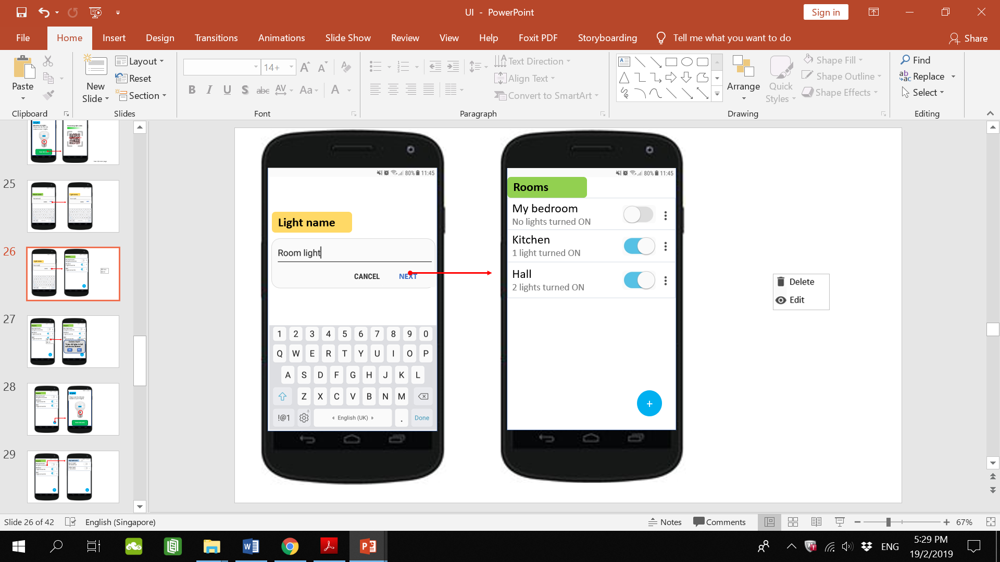 UI - PowerPoint
Sign in
File Home Insert Design Transitions Animations Slide Show Review View Help Foxit PDF Storyboarding Tell me what you want to do Share
Paste
New Slide
Layout
Reset
Section
14+
B I U S abc AV Aa A
Text Direction
Align Text
Convert to SmartArt
Arrange
Quick Styles
Shape Fill
Shape Outline
Shape Effects
Find
Replace
Select
Clipboard Slides Font Paragraph Drawing Editing
25
26
27
28
29
80% 11:45
Light name
Room light
CANCEL NEXT
1 2 3 4 5 6 7 8 9 0
Q W E R T Y U I O P
A S D F G H J K L
Z X C V B N M
!@1 English (UK) . Done
80% 11:45
Rooms
My bedroom
No lights turned ON
Kitchen
1 light turned ON
Hall
2 lights turned ON
+
Delete
Edit
Slide 26 of 42 English (Singapore) Notes Comments 67%
ENG
5:29 PM
19/2/2019